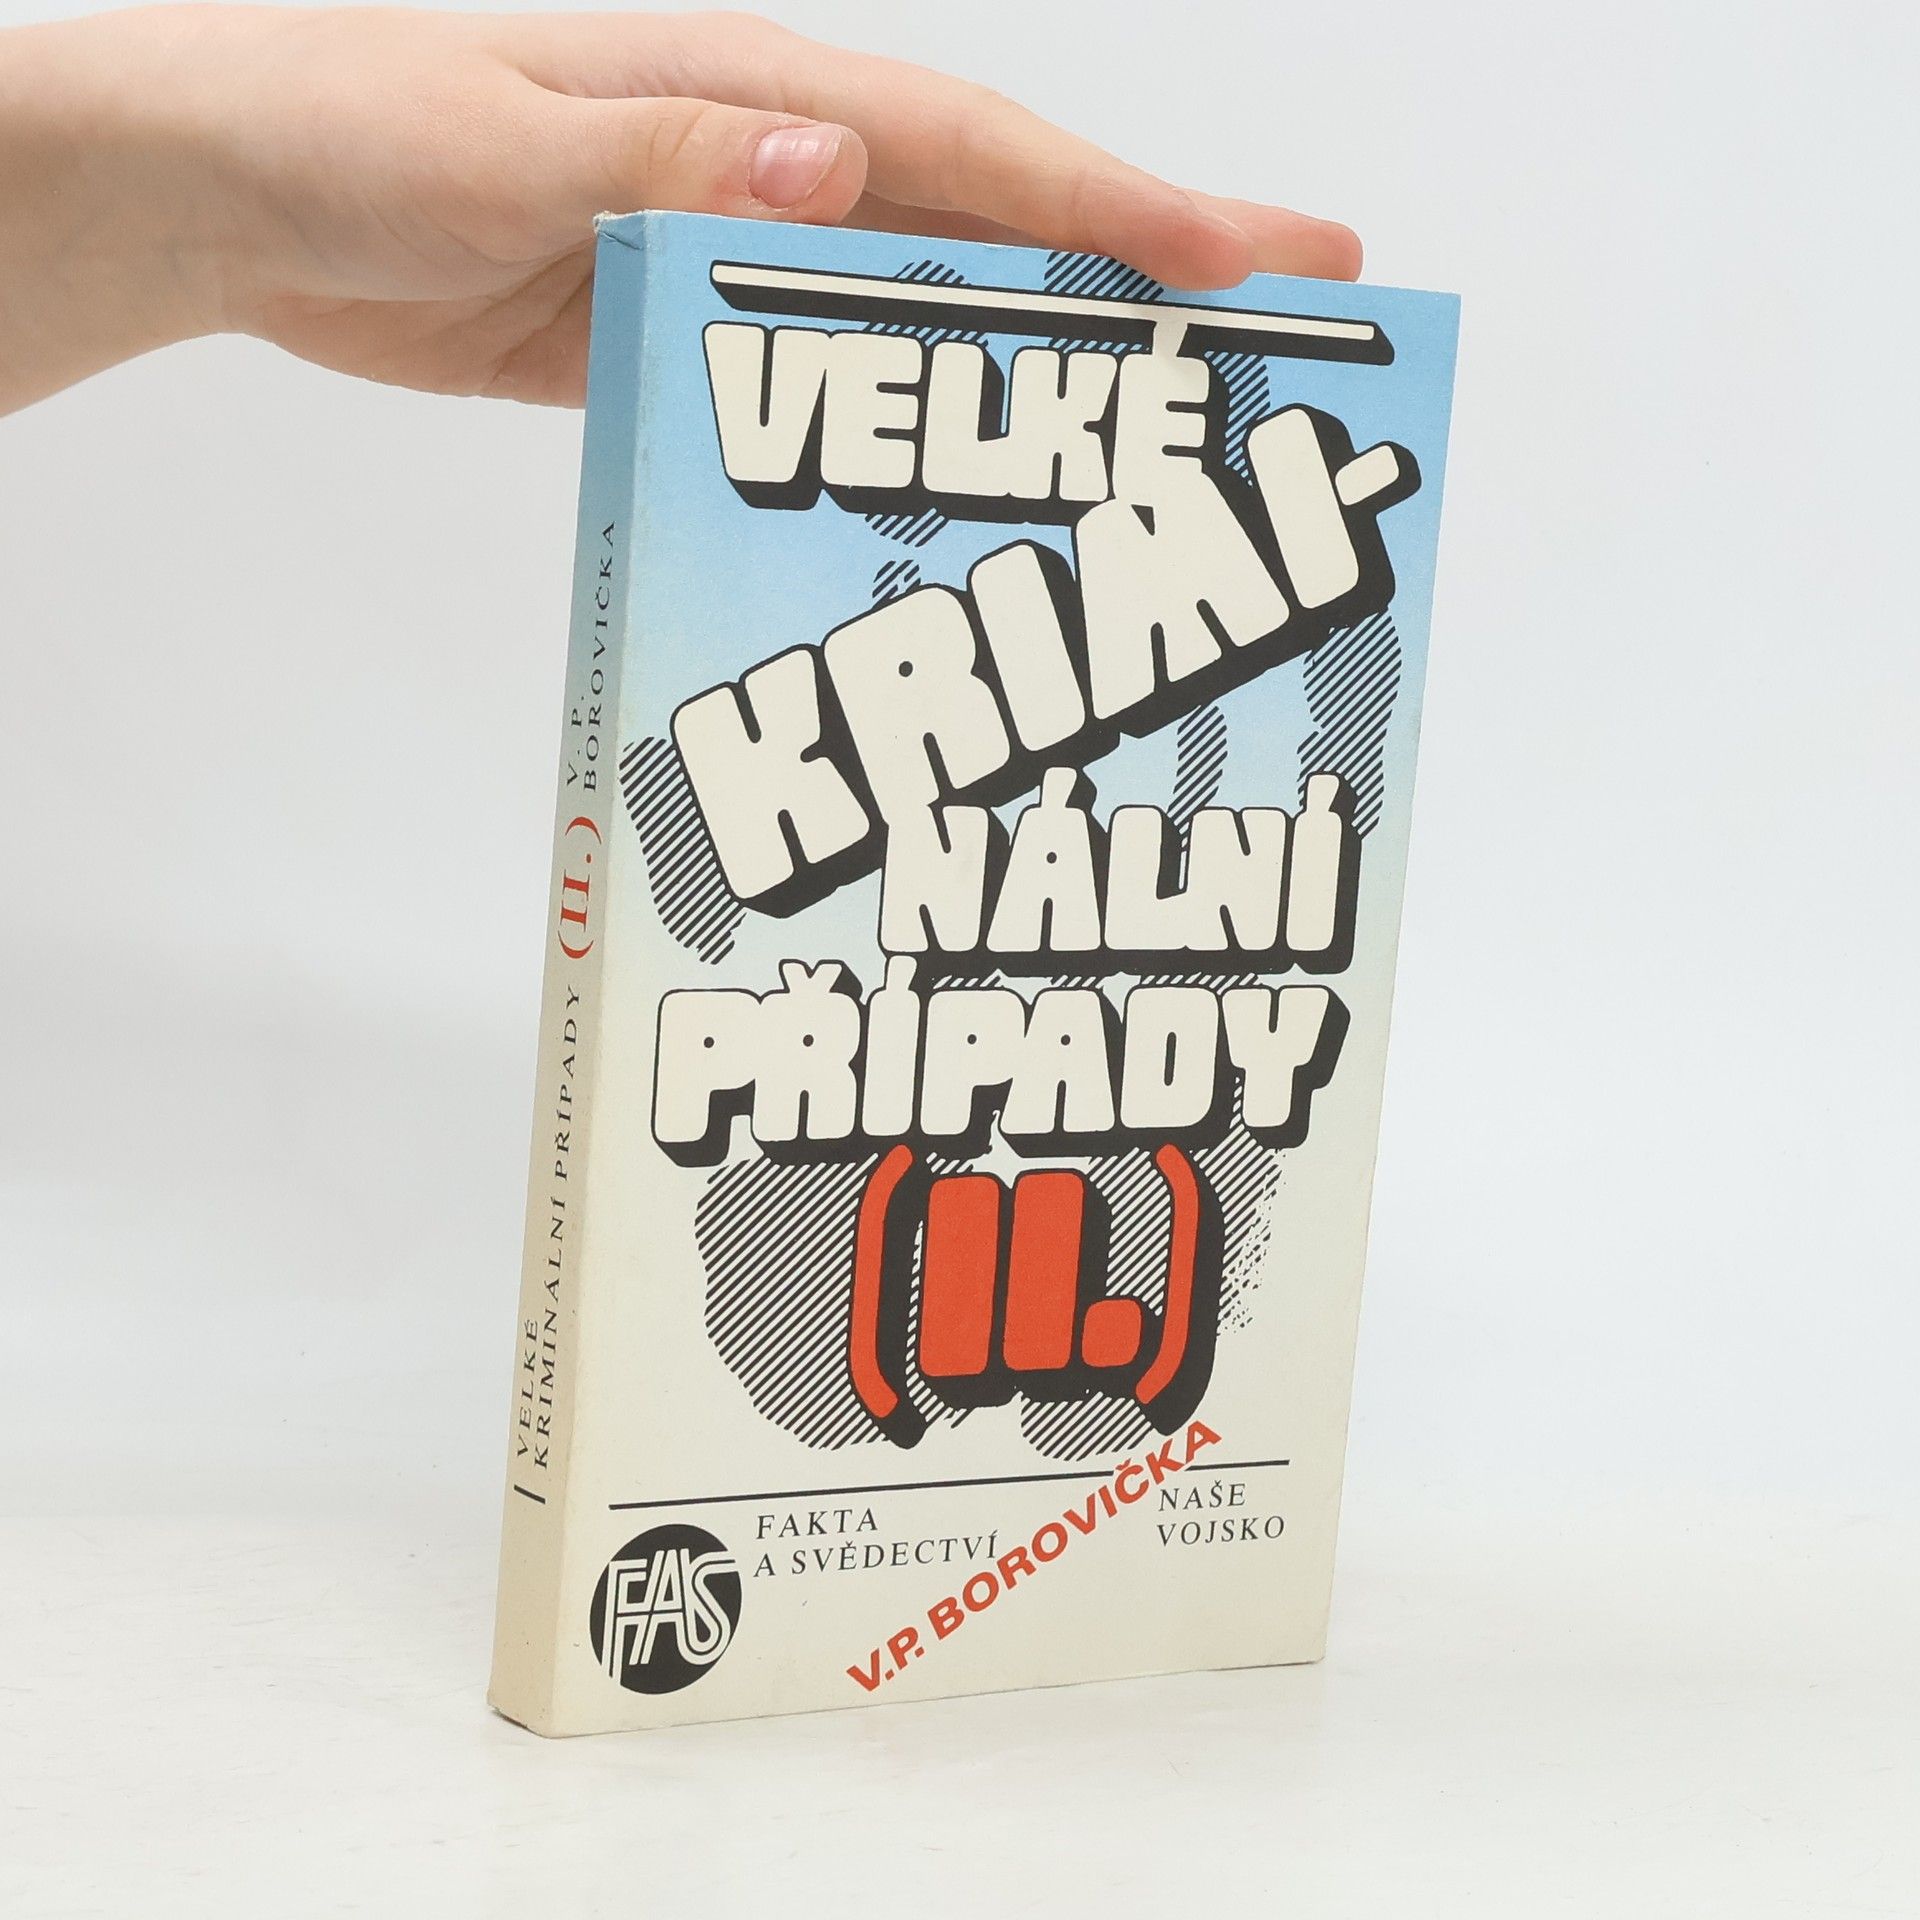 VELKÉ
KRIMI-
NÁLNÍ
PŘÍPADY
(II.)
V.P. BOROVIČKA
FAKTA
A SVĚDECTVÍ
NAŠE
VOJSKO
FAS
VELKÉ
KRIMINÁLNÍ PŘÍPADY (II.)
V. P.
BOROVIČKA